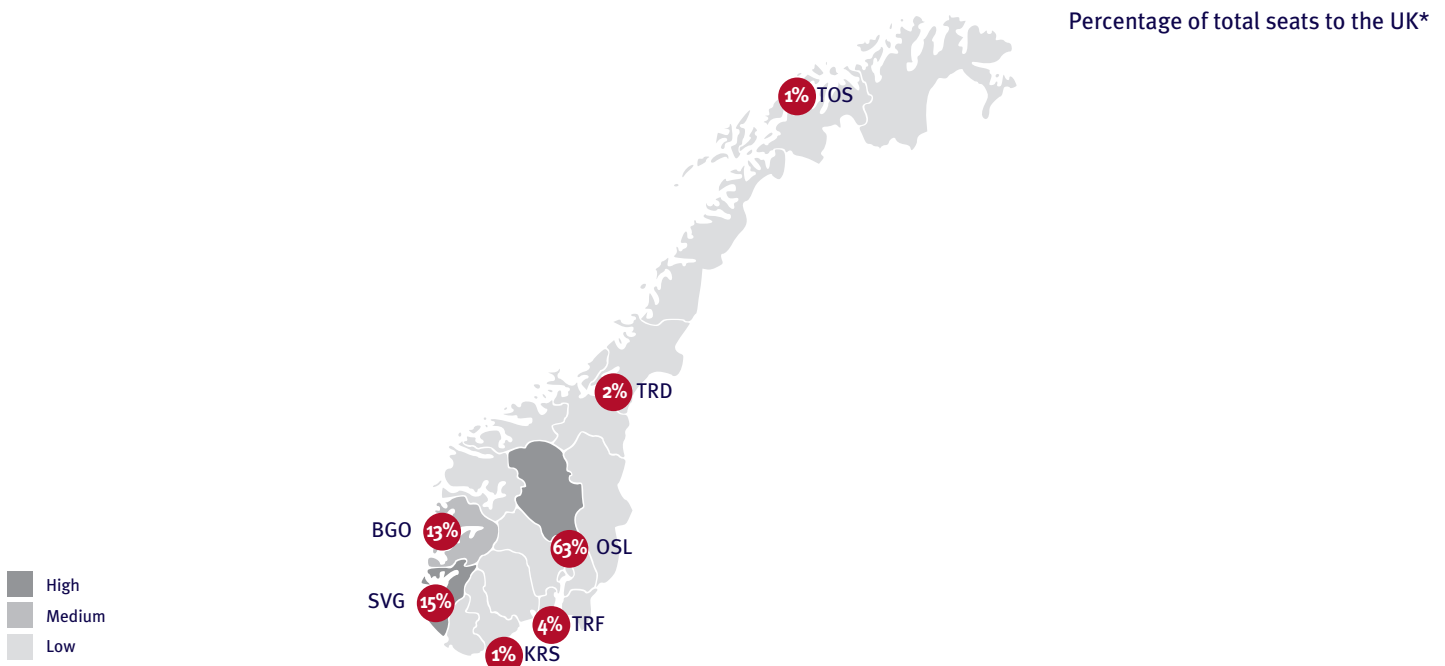 Percentage of total seats to the UK*
1% TOS
2% TRD
BGO 13%
63% OSL
High
SVG 15%
Medium
4% TRF
Low
1% KRS